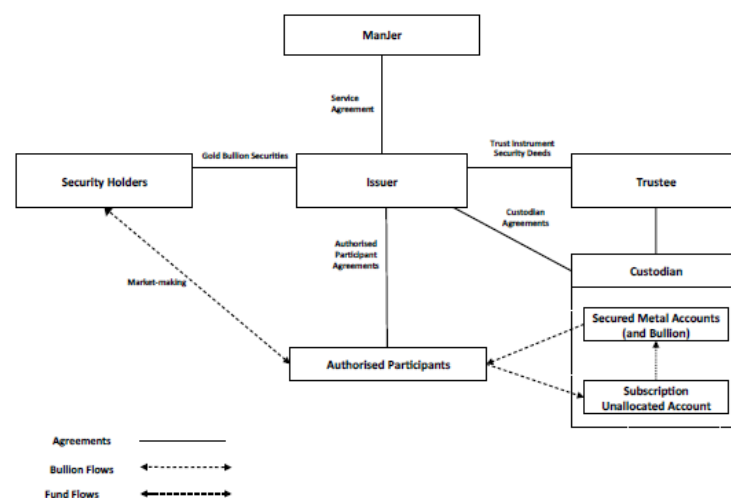 ManJer
Service
Agreement
Gold Bullion Securities
Trust Instrument
Security Deeds
Security Holders
Issuer
Trustee
Custodian
Agreements
Authorised
Participant
Agreements
Custodian
Market-making
Secured Metal Accounts
(and Bullion)
Authorised Participants
Subscription
Unallocated Account
Agreements
Bullion Flows
Fund Flows